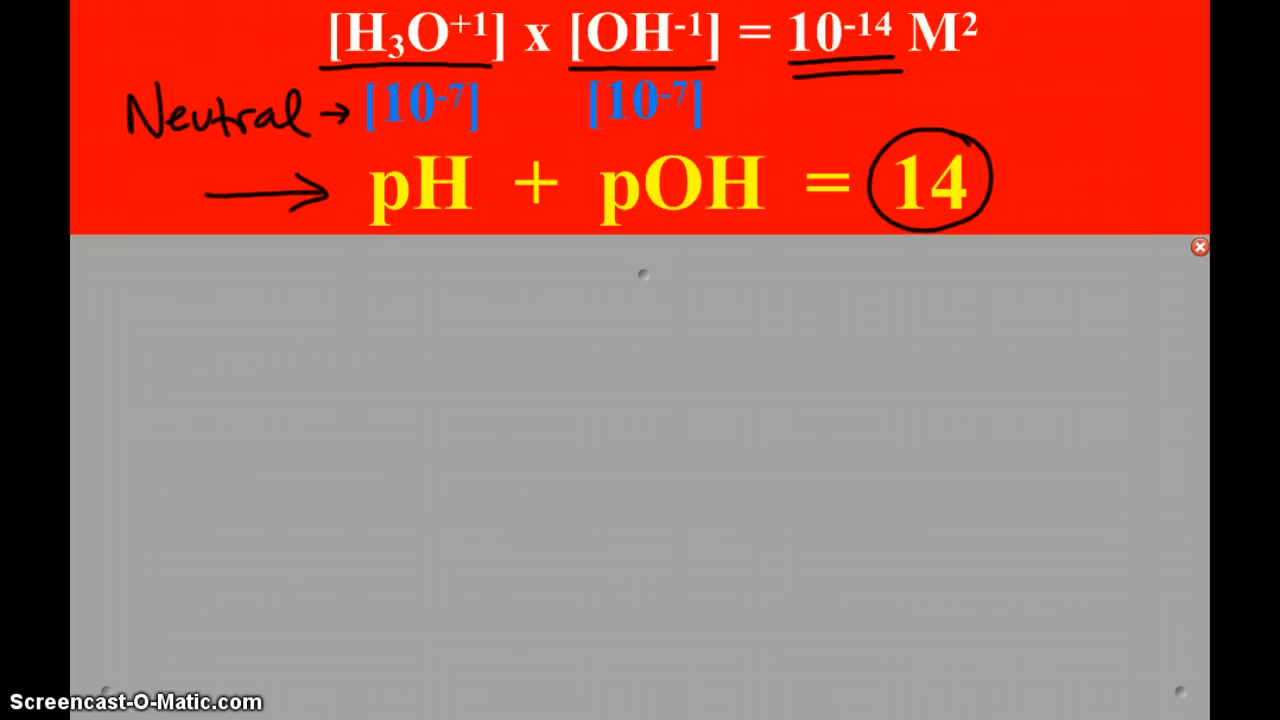 [H₃O⁺¹] x [OH⁻¹] = 10⁻¹⁴ M²
Neutral → [10⁻⁷] [10⁻⁷]
→ pH + pOH = 14
Screencast-O-Matic.com